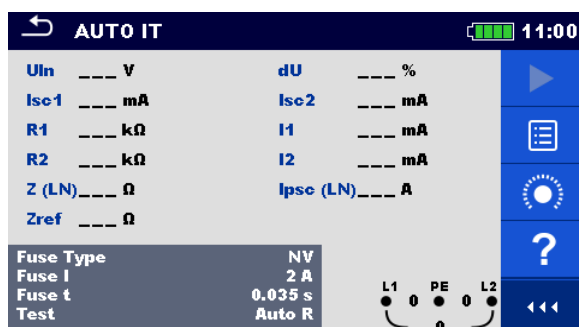 AUTO IT 11:00
Uln ___ V dU ___ %
Isc1 ___ mA Isc2 ___ mA
R1 ___ kΩ I1 ___ mA
R2 ___ kΩ I2 ___ mA
Z (LN)___ Ω Ipsc (LN)___ A
Zref ___ Ω
Fuse Type NV
Fuse I 2 A
Fuse t 0.035 s
Test Auto R
L1 PE L2
0 0
0
?